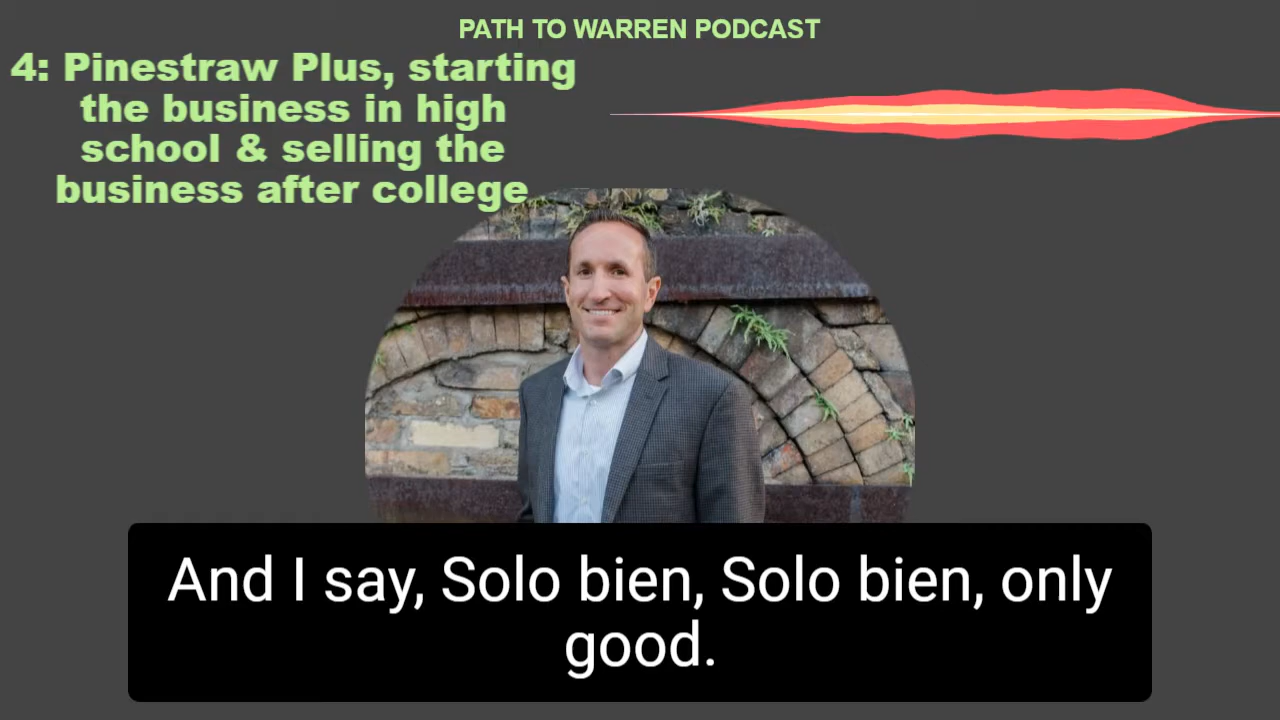 PATH TO WARREN PODCAST
4: Pinestraw Plus, starting
the business in high
school & selling the
business after college
And I say, Solo bien, Solo bien, only
good.